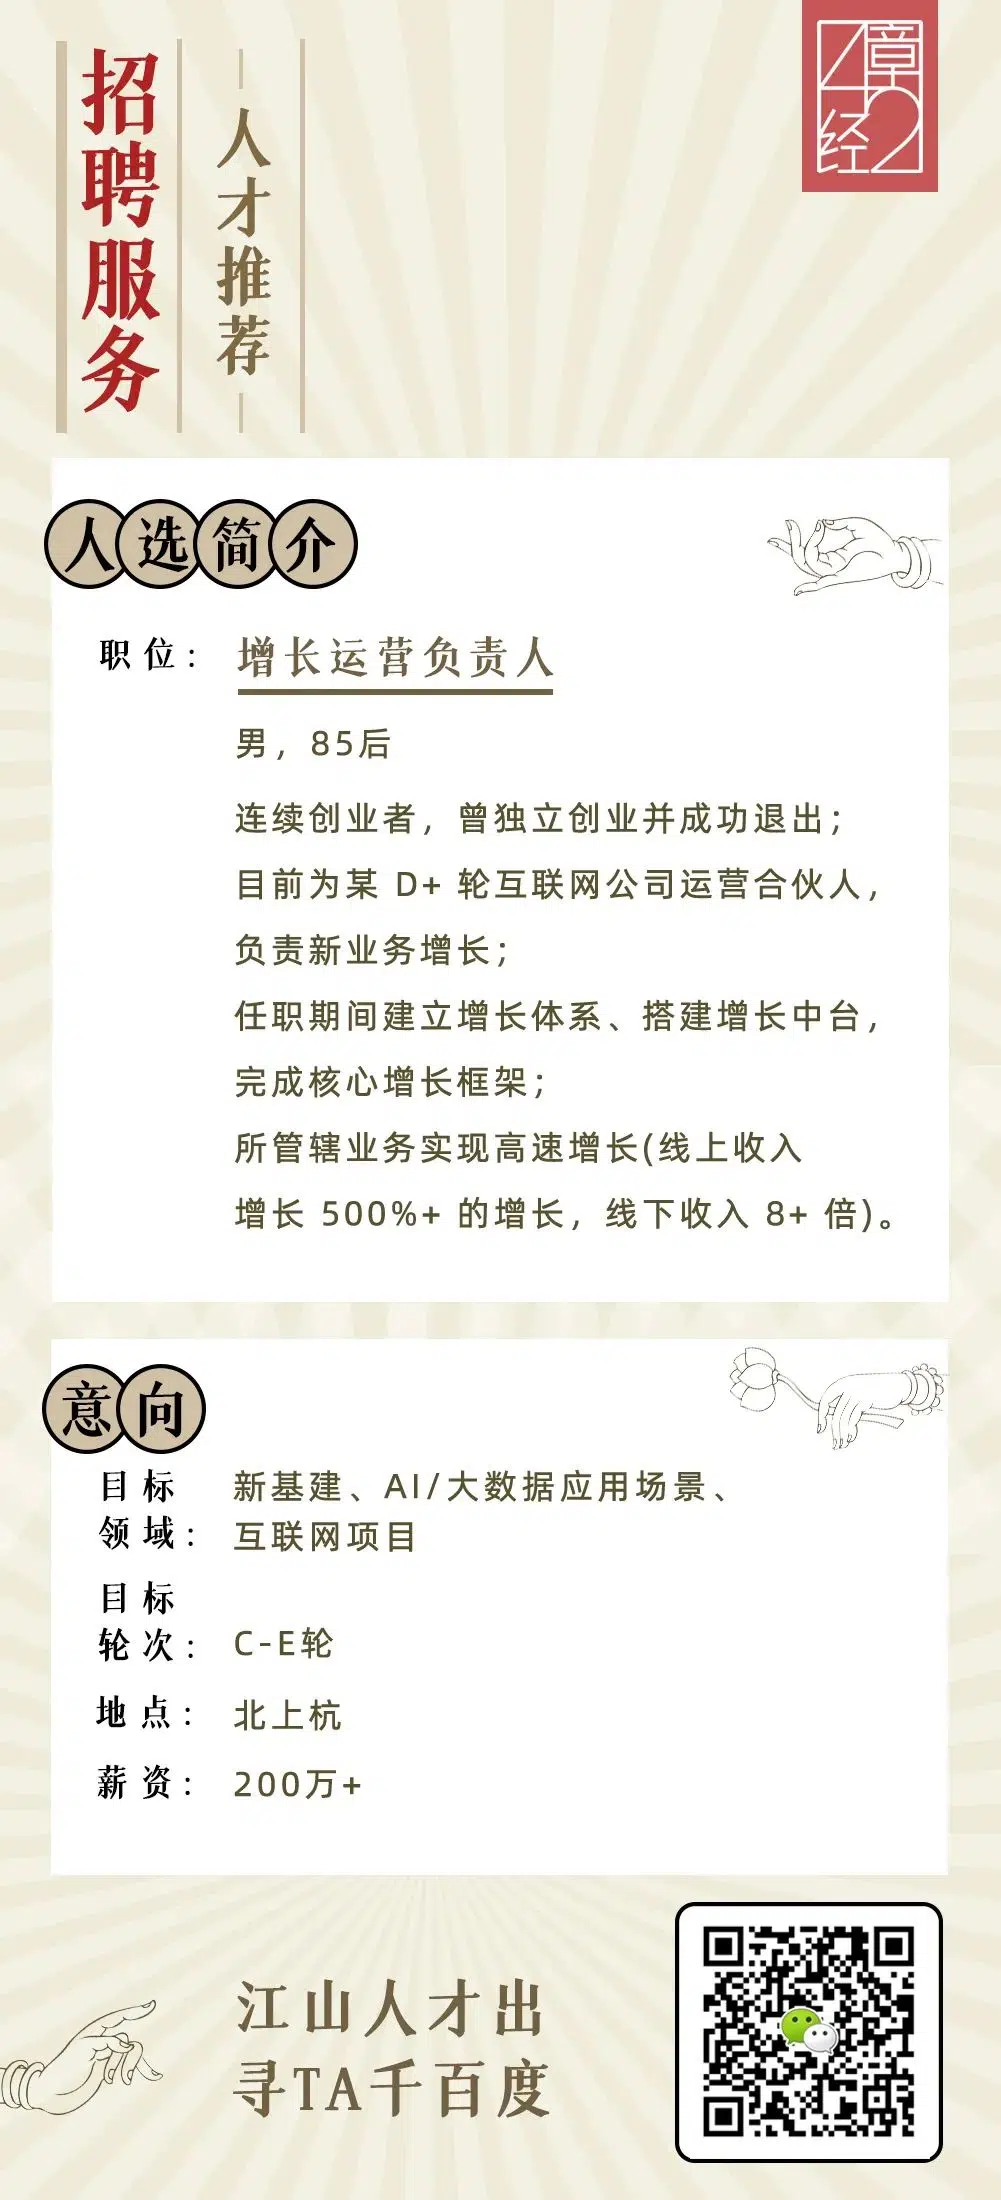 招聘服务
人才推荐
42章经
人选简介
职位：增长运营负责人
男，85后
连续创业者，曾独立创业并成功退出；
目前为某 D+ 轮互联网公司运营合伙人，
负责新业务增长；
任职期间建立增长体系、搭建增长中台，
完成核心增长框架；
所管辖业务实现高速增长(线上收入
增长 500%+ 的增长，线下收入 8+ 倍)。
意向
目标
领域：
新基建、AI/大数据应用场景、
互联网项目
目标
轮次：C-E轮
地点：北上杭
薪资：200万+
江山人才出
寻TA千百度